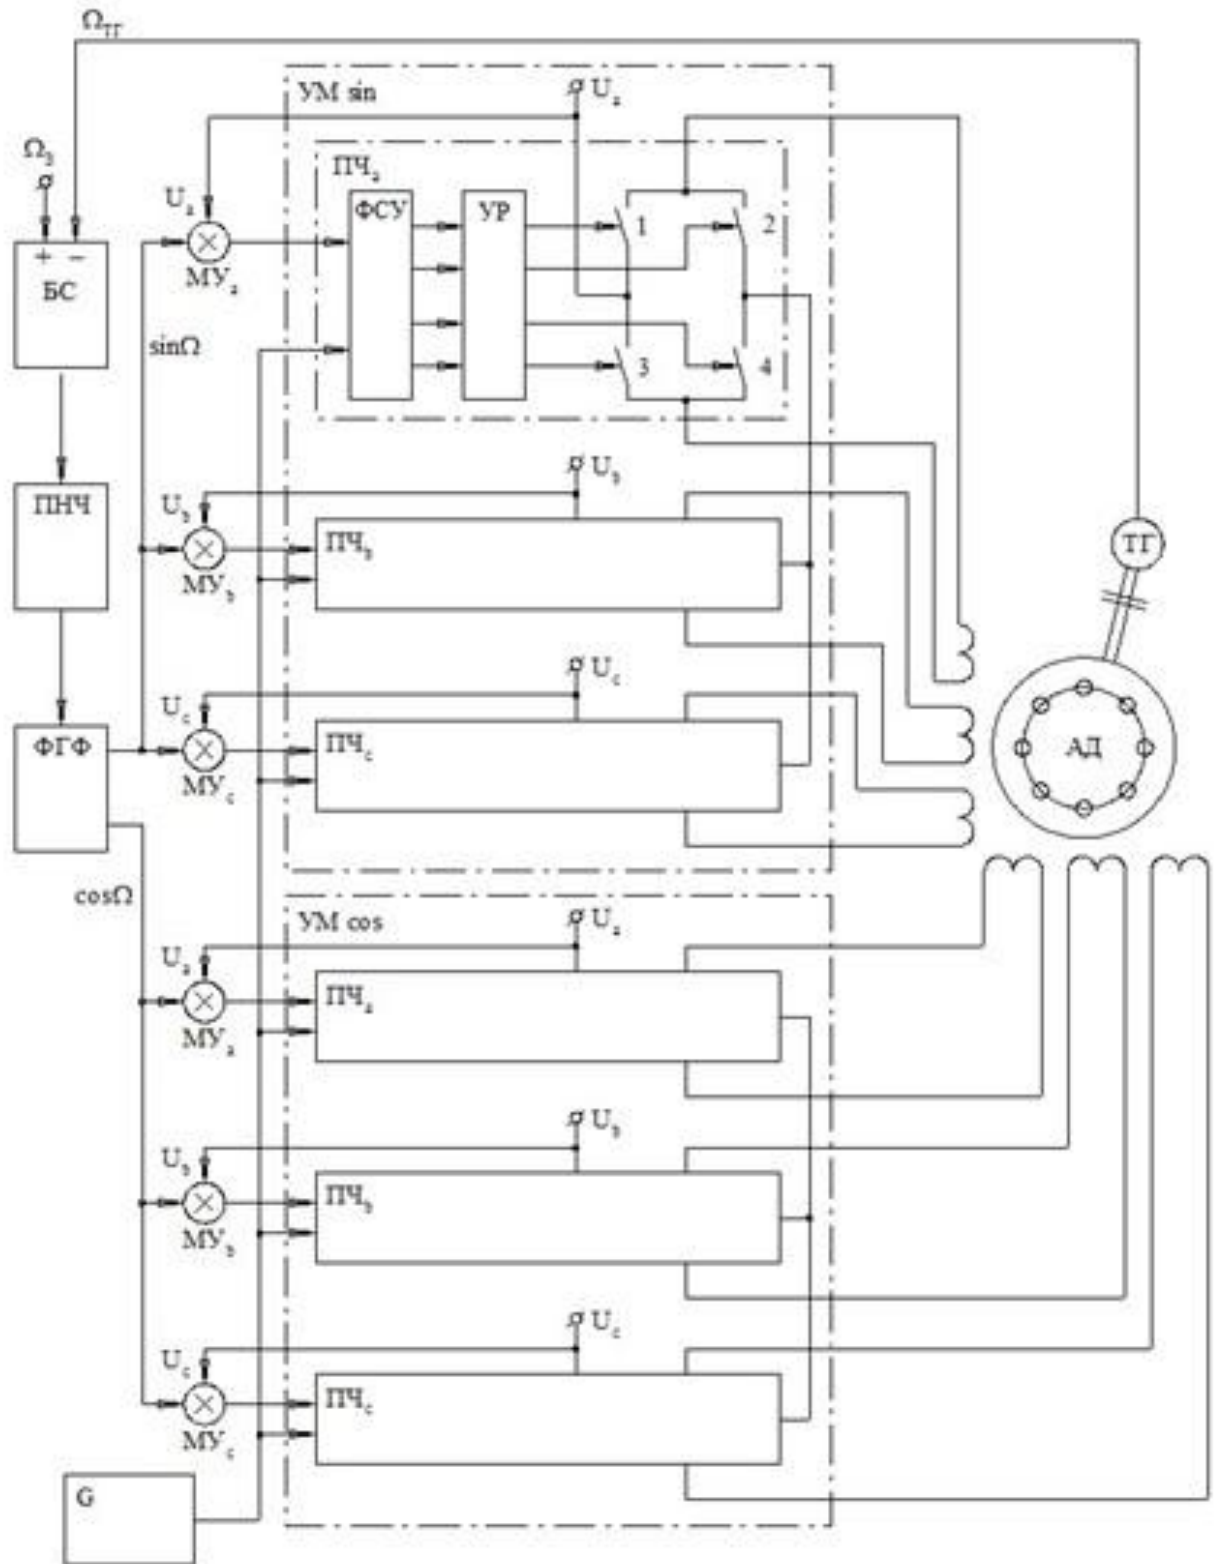 Ω_ТГ
УМ sin
U_a
Ω_З
ПЧ_a
U_a
ФСУ
УР
1
2
+ −
БС
МУ_a
sinΩ
3
4
U_b
ПНЧ
U_b
ПЧ_b
ТГ
МУ_b
U_c
U_c
ФГФ
ПЧ_c
АД
МУ_c
cosΩ
УМ cos
U_a
U_a
ПЧ_a
МУ_a
U_b
U_b
ПЧ_b
МУ_b
U_c
U_c
ПЧ_c
МУ_c
G